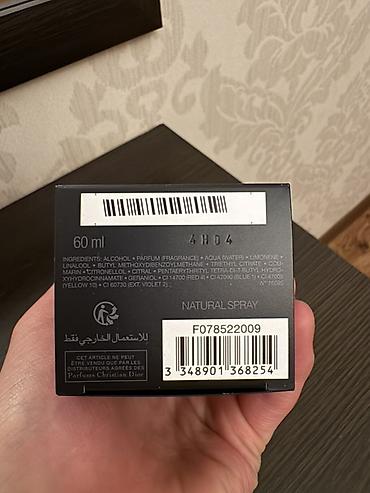 60 ml
4H04
INGREDIENTS: ALCOHOL • PARFUM (FRAGRANCE) • AQUA (WATER) • LIMONENE •
LINALOOL • BUTYL METHOXYDIBENZOYLMETHANE • TRIETHYL CITRATE • COU-
MARIN • CITRONELLOL • CITRAL • PENTAERYTHRITYL TETRA-DI-T-BUTYL HYDRO-
XYHYDROCINNAMATE • GERANIOL • CI 14700 (RED 4) • CI 42090 (BLUE 1) • CI 47005
(YELLOW 10) • CI 60730 (EXT. VIOLET 2).
NATURAL SPRAY
للاستعمال الخارجي فقط
CET ARTICLE NE PEUT
ÊTRE VENDU QUE PAR LES
DISTRIBUTEURS AGRÉÉS DES
Parfums Christian Dior
F078522009
3 348901 368254